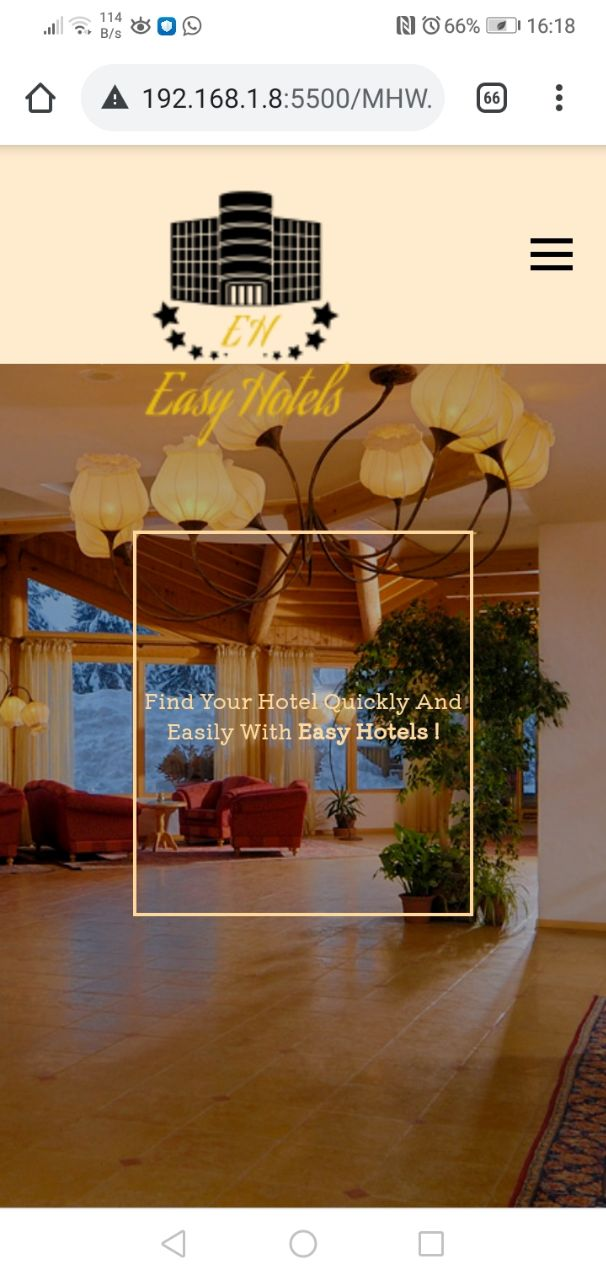 114
B/s
66%
16:18
192.168.1.8:5500/MHW.
66
EH
Easy Hotels
Find Your Hotel Quickly And
Easily With Easy Hotels !